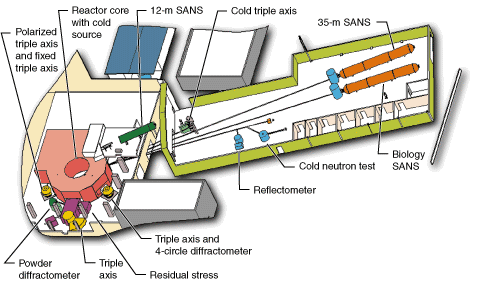 Polarized
triple axis
and fixed
triple axis
Reactor core
with cold
source
12-m SANS
Cold triple axis
35-m SANS
Biology
SANS
Cold neutron test
Reflectometer
Triple axis and
4-circle diffractometer
Residual stress
Triple
axis
Powder
diffractometer